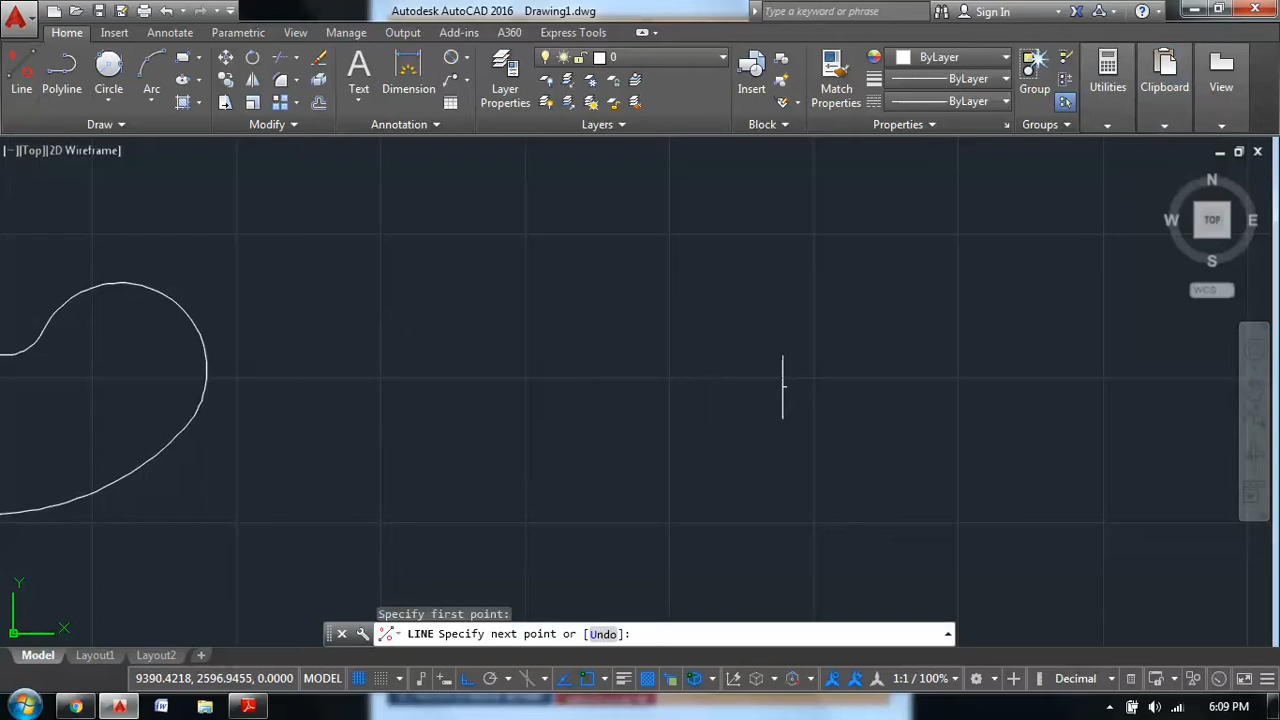 Autodesk AutoCAD 2016 Drawing1.dwg
Type a keyword or phrase
Sign In
Home Insert Annotate Parametric View Manage Output Add-ins A360 Express Tools
0
ByLayer
ByLayer
ByLayer
Line Polyline Circle Arc Text Dimension Layer Properties Insert Match Properties Group Utilities Clipboard View
Draw Modify Annotation Layers Block Properties Groups
[−][Top][2D Wireframe]
N
W TOP E
S
WCS
Y
X
Specify first point:
LINE Specify next point or [Undo]:
Model Layout1 Layout2 +
9390.4218, 2596.9455, 0.0000 MODEL 1:1 / 100% Decimal
6:09 PM